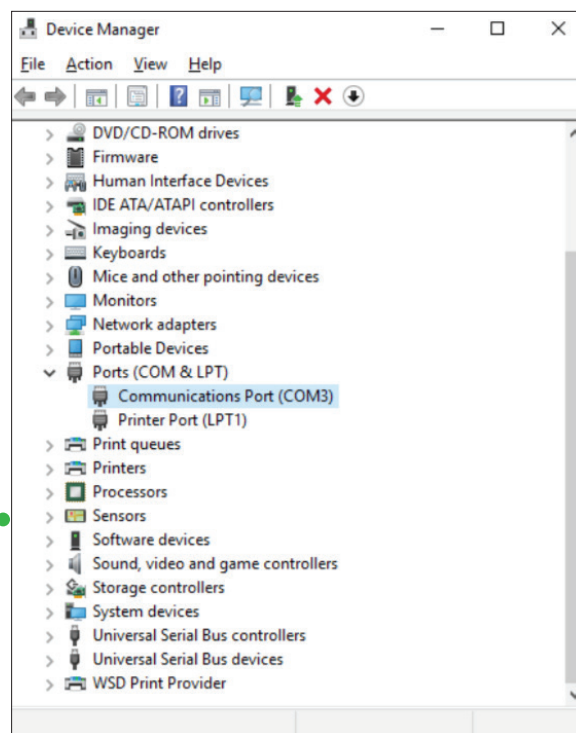 Device Manager
File Action View Help
DVD/CD-ROM drives
Firmware
Human Interface Devices
IDE ATA/ATAPI controllers
Imaging devices
Keyboards
Mice and other pointing devices
Monitors
Network adapters
Portable Devices
Ports (COM & LPT)
Communications Port (COM3)
Printer Port (LPT1)
Print queues
Printers
Processors
Sensors
Software devices
Sound, video and game controllers
Storage controllers
System devices
Universal Serial Bus controllers
Universal Serial Bus devices
WSD Print Provider